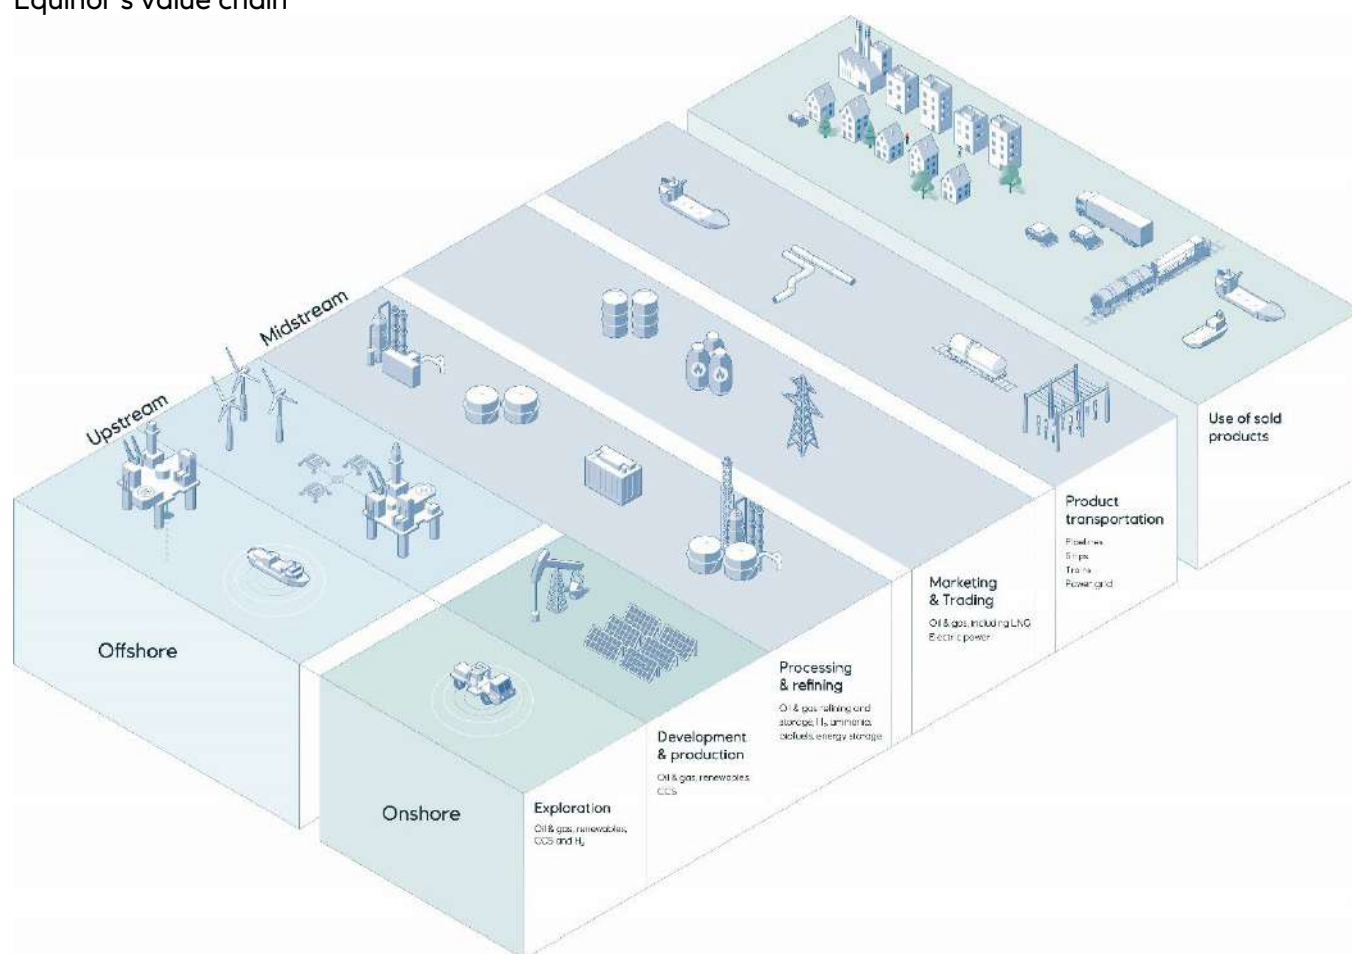 Equinor's value chain
Midstream
Upstream
Use of sold
products
Product
transportation
Pipelines
Ships
Trains
Power grid
Marketing
& Trading
Oil & gas, including LNG
Electric power
Processing
& refining
Oil & gas refining and
storage, H₂, ammonia,
biofuels, energy storage
Development
& production
Oil & gas, renewables
CCS
Exploration
Oil & gas, renewables,
CCS and H₂
Offshore
Onshore